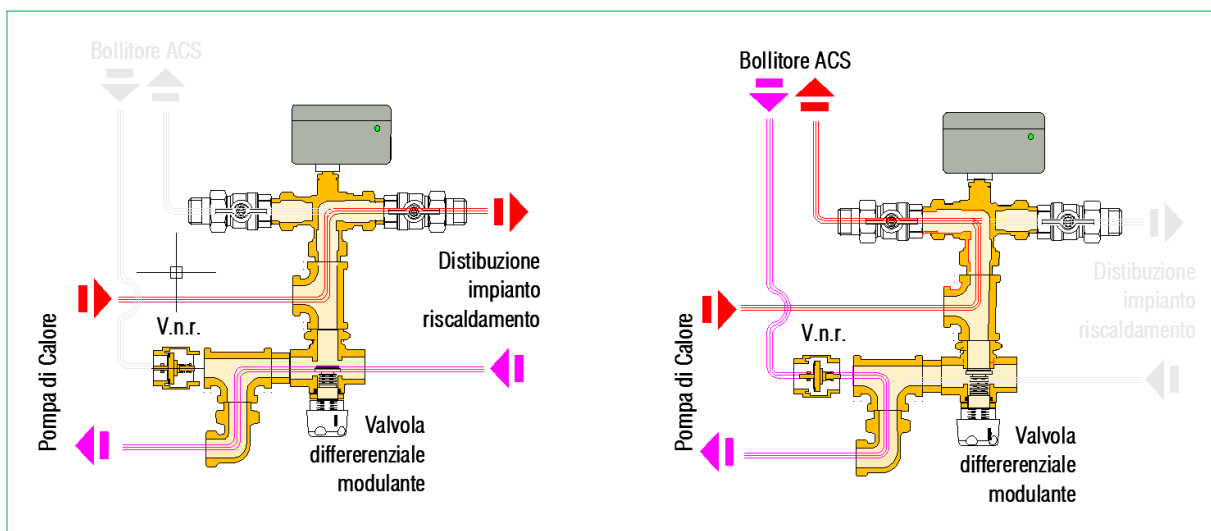 Bollitore ACS
Distibuzione
impianto
riscaldamento
V.n.r.
Pompa di Calore
Valvola
differerenziale
modulante
Bollitore ACS
Distibuzione
impianto
riscaldamento
V.n.r.
Pompa di Calore
Valvola
differerenziale
modulante